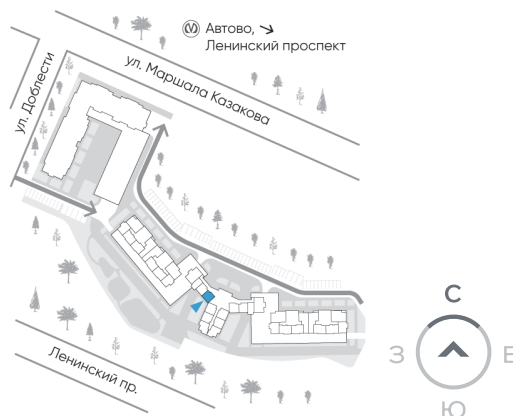 М Автово, ↘
Ленинский проспект
ул. Маршала Казакова
ул. Доблести
Ленинский пр.
С
З
В
Ю